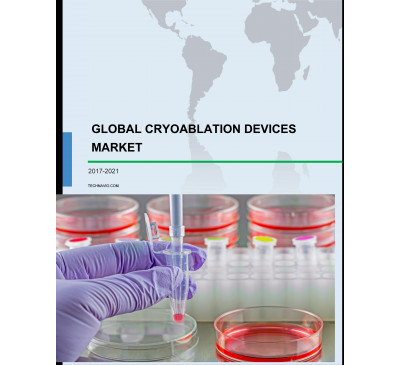 GLOBAL CRYOABLATION DEVICES
MARKET
2017-2021
TECHNAVIO.COM